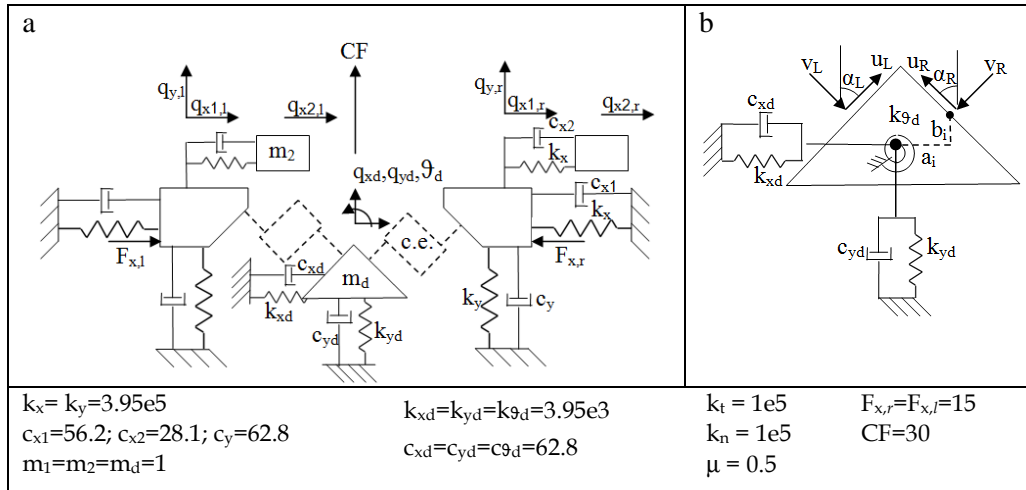 a
CF
q_y,l
q_x1,l
q_x2,l
q_y,r
q_x1,r
q_x2,r
c_x2
m_2
k_x
q_xd,q_yd,ϑ_d
c_x1
k_x
c.e.
F_x,l
F_x,r
c_xd
m_d
k_xd
c_yd
k_yd
k_y
c_y
b
v_L
α_L
u_L
u_R
α_R
v_R
c_xd
k_ϑd
b_i
a_i
k_xd
c_yd
k_yd
k_x= k_y=3.95e5
c_x1=56.2; c_x2=28.1; c_y=62.8
m_1=m_2=m_d=1
k_xd=k_yd=k_ϑd=3.95e3
c_xd=c_yd=c_ϑd=62.8
k_t = 1e5
k_n = 1e5
μ = 0.5
F_x,r=F_x,l=15
CF=30